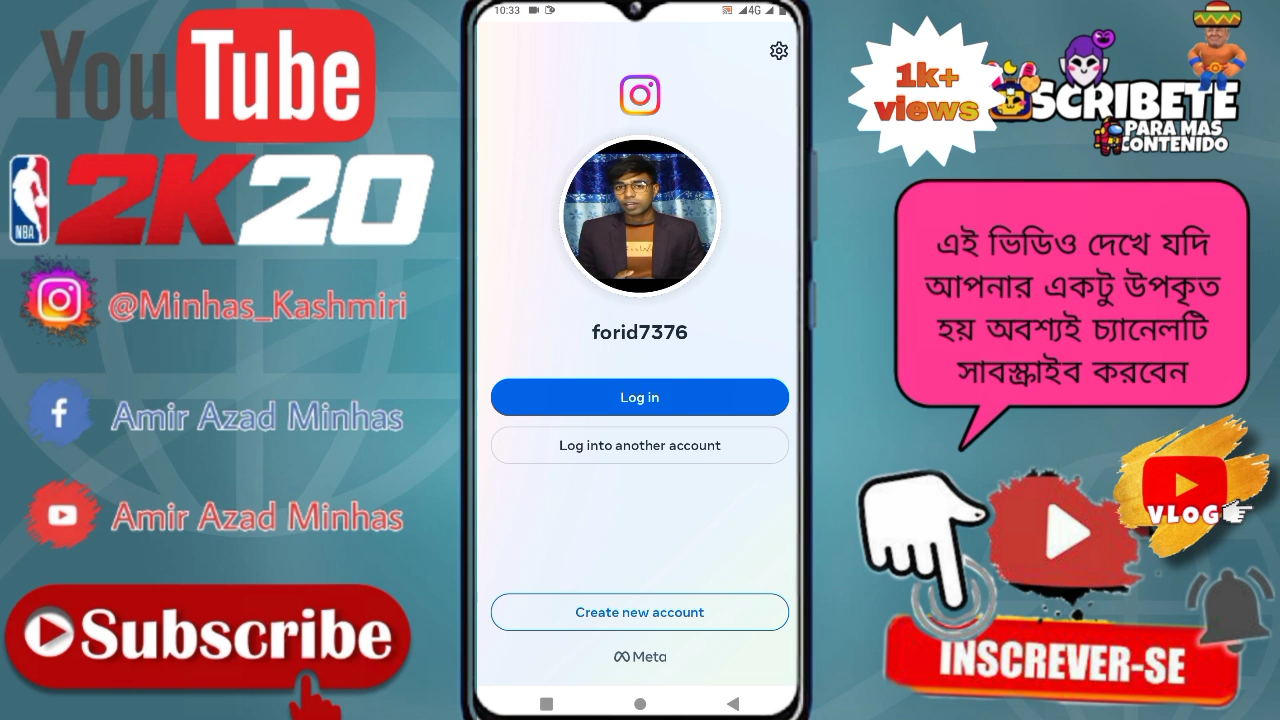 YouTube
NBA
2K20
@Minhas_Kashmiri
f
Amir Azad Minhas
Amir Azad Minhas
Subscribe
10:33
4G
forid7376
Log in
Log into another account
Create new account
Meta
1k+
views
SCRIBETE
PARA MAS
CONTENIDO
এই ভিডিও দেখে যদি
আপনার একটু উপকৃত
হয় অবশ্যই চ্যানেলটি
সাবস্ক্রাইব করবেন
VLOG
INSCREVER-SE